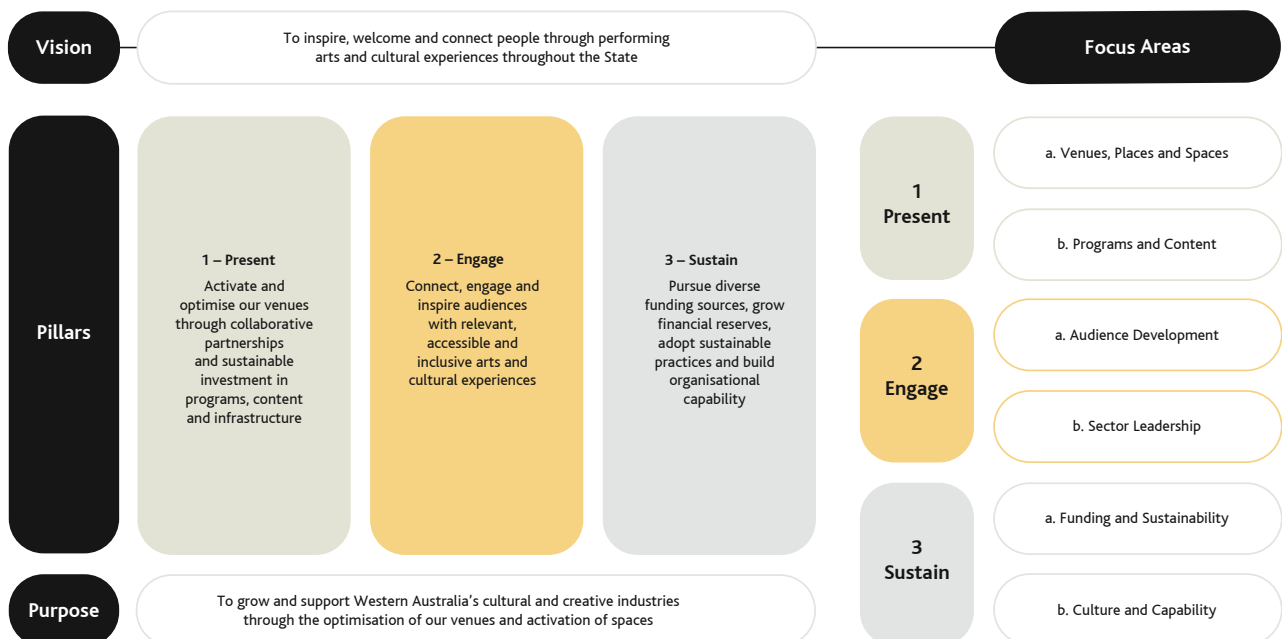 Vision
To inspire, welcome and connect people through performing
arts and cultural experiences throughout the State
Focus Areas
Pillars
1 – Present
Activate and
optimise our venues
through collaborative
partnerships
and sustainable
investment in
programs, content
and infrastructure
2 – Engage
Connect, engage and
inspire audiences
with relevant,
accessible and
inclusive arts and
cultural experiences
3 – Sustain
Pursue diverse
funding sources, grow
financial reserves,
adopt sustainable
practices and build
organisational
capability
1
Present
a. Venues, Places and Spaces
b. Programs and Content
2
Engage
a. Audience Development
b. Sector Leadership
3
Sustain
a. Funding and Sustainability
b. Culture and Capability
Purpose
To grow and support Western Australia’s cultural and creative industries
through the optimisation of our venues and activation of spaces